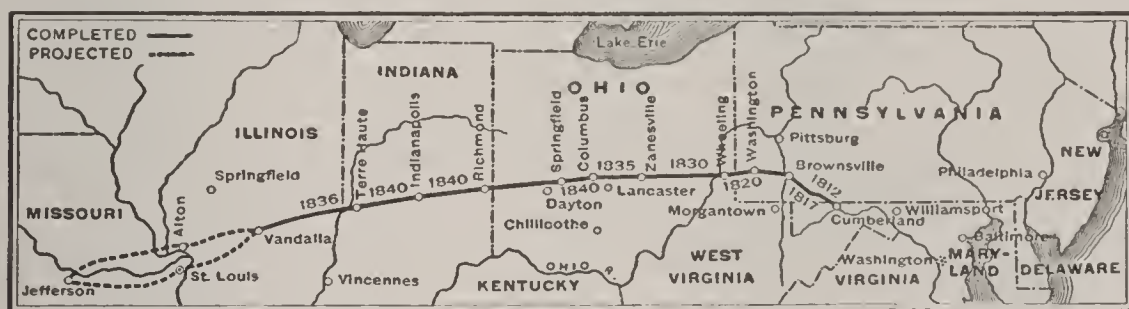 COMPLETED
PROJECTED
Lake Erie
INDIANA
OHIO
PENNSYLVANIA
ILLINOIS
NEW JERSEY
MISSOURI
Springfield
Alton
Terre Haute
Indianapolis
Richmond
Springfield
Columbus
Zanesville
Wheeling
Washington
Pittsburg
Brownsville
Philadelphia
1836
1840
1840
1840
1835
1830
1820
1817
1812
Dayton
Lancaster
Morgantown
Cumberland
Williamsport
Vandalia
Chillicothe
Baltimore
St. Louis
Jefferson
Vincennes
OHIO R.
KENTUCKY
WEST VIRGINIA
Washington
VIRGINIA
MARY-
LAND
DELAWARE